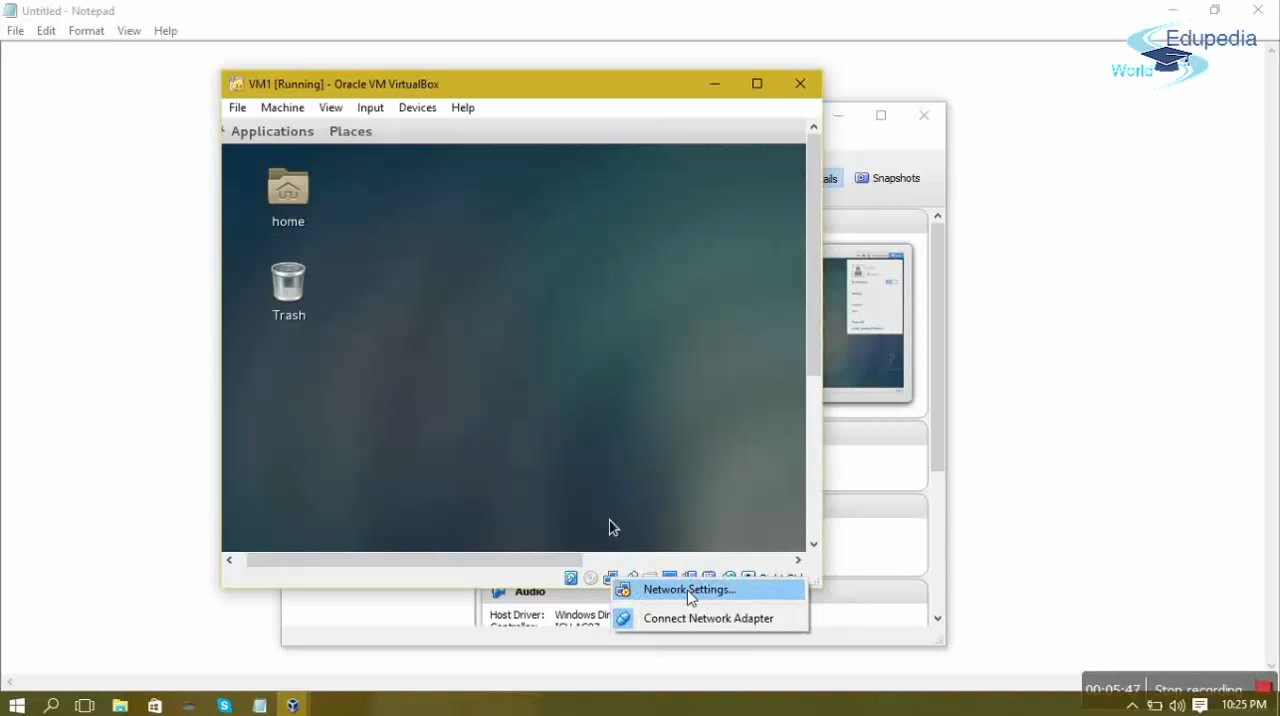 Untitled - Notepad
File Edit Format View Help
Edupedia
World
VM1 [Running] - Oracle VM VirtualBox
File Machine View Input Devices Help
Applications Places
ails Snapshots
home
Trash
Network Settings...
Audio
Host Driver: Windows Dir
Connect Network Adapter
00:05:47 Stop recording
10:25 PM